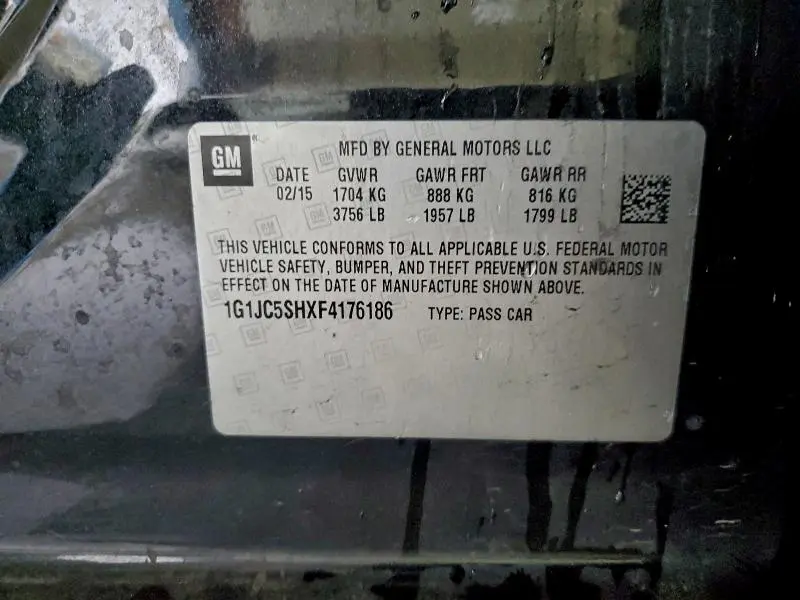 GM
MFD BY GENERAL MOTORS LLC
DATE GVWR GAWR FRT GAWR RR
02/15 1704 KG 888 KG 816 KG
3756 LB 1957 LB 1799 LB
THIS VEHICLE CONFORMS TO ALL APPLICABLE U.S. FEDERAL MOTOR
VEHICLE SAFETY, BUMPER, AND THEFT PREVENTION STANDARDS IN
EFFECT ON THE DATE OF MANUFACTURE SHOWN ABOVE.
1G1JC5SHXF4176186 TYPE: PASS CAR